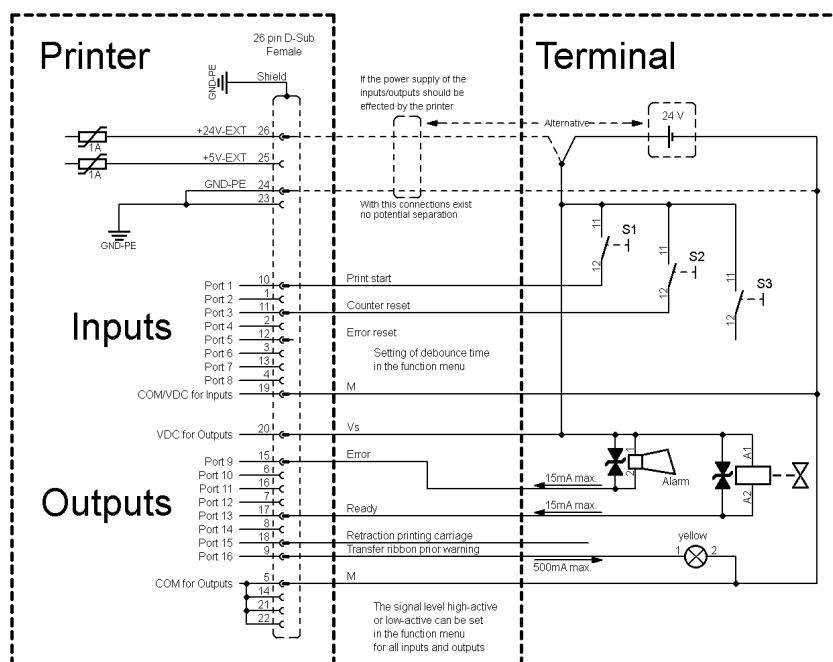 Printer
26 pin D-Sub
Female
Terminal
GND-PE
Shield
If the power supply of the
inputs/outputs should be
effected by the printer
Alternative
24 V
+24V-EXT 26
1A
+5V-EXT 25
1A
GND-PE 24
23
GND-PE
With this connections exist
no potential separation
11
S1
12
11
S2
12
11
S3
12
Inputs
Port 1 10 Print start
Port 2 1
Port 3 11 Counter reset
Port 4 2
Port 5 12 Error reset
Port 6 3
Port 7 13
Port 8 4
Setting of debounce time
in the function menu
COM/VDC for Inputs 19 M
VDC for Outputs 20 Vs
Outputs
Port 9 15 Error
Port 10 6
Port 11 16
Port 12 7
Port 13 17 Ready
Port 14 8
Port 15 18 Retraction printing carriage
Port 16 9 Transfer ribbon prior warning
15mA max.
15mA max.
500mA max.
1
2
Alarm
A1
A2
yellow
1 2
COM for Outputs 5 M
14
21
22
The signal level high-active
or low-active can be set
in the function menu
for all inputs and outputs